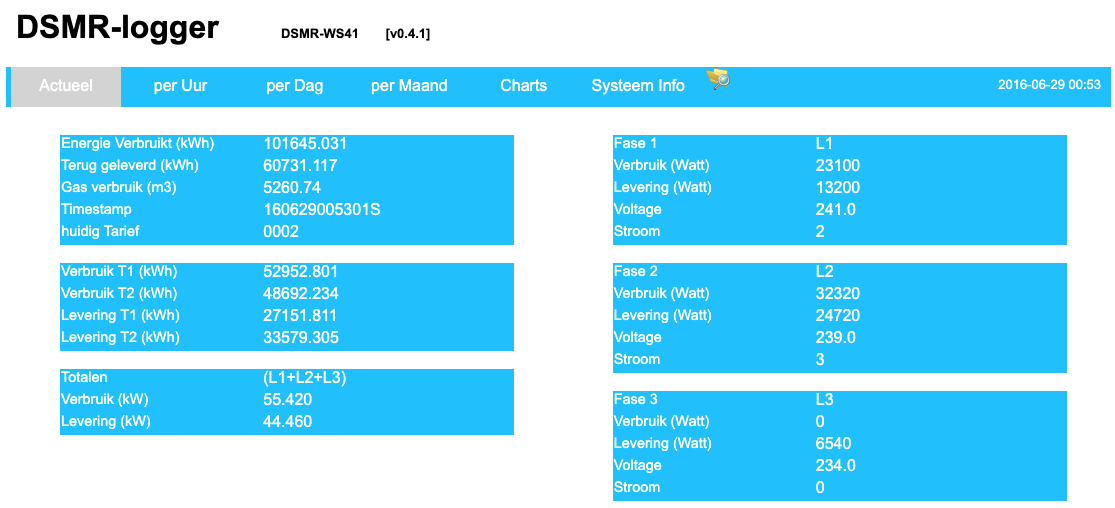 DSMR-logger DSMR-WS41 [v0.4.1]
Actueel per Uur per Dag per Maand Charts Systeem Info 2016-06-29 00:53
Energie Verbruikt (kWh) 101645.031
Terug geleverd (kWh) 60731.117
Gas verbruik (m3) 5260.74
Timestamp 160629005301S
huidig Tarief 0002
Verbruik T1 (kWh) 52952.801
Verbruik T2 (kWh) 48692.234
Levering T1 (kWh) 27151.811
Levering T2 (kWh) 33579.305
Totalen (L1+L2+L3)
Verbruik (kW) 55.420
Levering (kW) 44.460
Fase 1 L1
Verbruik (Watt) 23100
Levering (Watt) 13200
Voltage 241.0
Stroom 2
Fase 2 L2
Verbruik (Watt) 32320
Levering (Watt) 24720
Voltage 239.0
Stroom 3
Fase 3 L3
Verbruik (Watt) 0
Levering (Watt) 6540
Voltage 234.0
Stroom 0